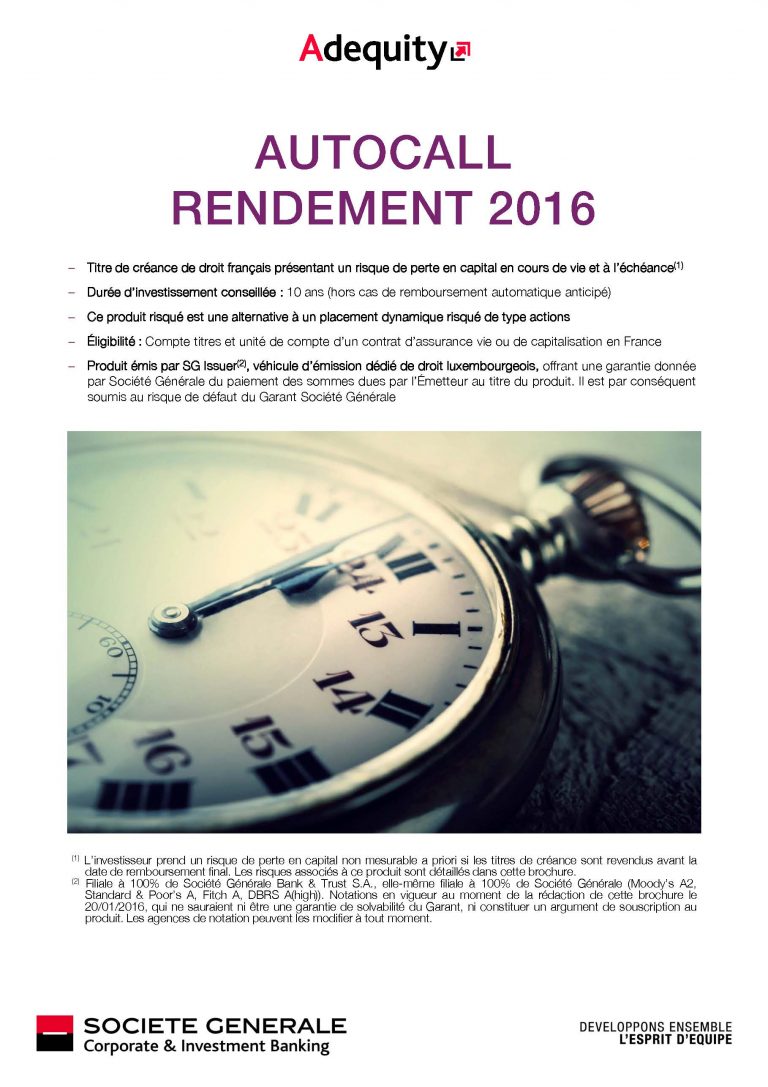 Adequity
AUTOCALL
RENDEMENT 2016
– Titre de créance de droit français présentant un risque de perte en capital en cours de vie et à l’échéance(1)
– Durée d’investissement conseillée : 10 ans (hors cas de remboursement automatique anticipé)
– Ce produit risqué est une alternative à un placement dynamique risqué de type actions
– Éligibilité : Compte titres et unité de compte d’un contrat d’assurance vie ou de capitalisation en France
– Produit émis par SG Issuer(2), véhicule d’émission dédié de droit luxembourgeois, offrant une garantie donnée
par Société Générale du paiement des sommes dues par l’Émetteur au titre du produit. Il est par conséquent
soumis au risque de défaut du Garant Société Générale
23
24
I
13
14
15
16
60
(1) L’investisseur prend un risque de perte en capital non mesurable a priori si les titres de créance sont revendus avant la
date de remboursement final. Les risques associés à ce produit sont détaillés dans cette brochure.
(2) Filiale à 100% de Société Générale Bank & Trust S.A., elle-même filiale à 100% de Société Générale (Moody’s A2,
Standard & Poor’s A, Fitch A, DBRS A(high)). Notations en vigueur au moment de la rédaction de cette brochure le
20/01/2016, qui ne sauraient ni être une garantie de solvabilité du Garant, ni constituer un argument de souscription au
produit. Les agences de notation peuvent les modifier à tout moment.
SOCIETE GENERALE
Corporate & Investment Banking
DEVELOPPONS ENSEMBLE
L’ESPRIT D’EQUIPE